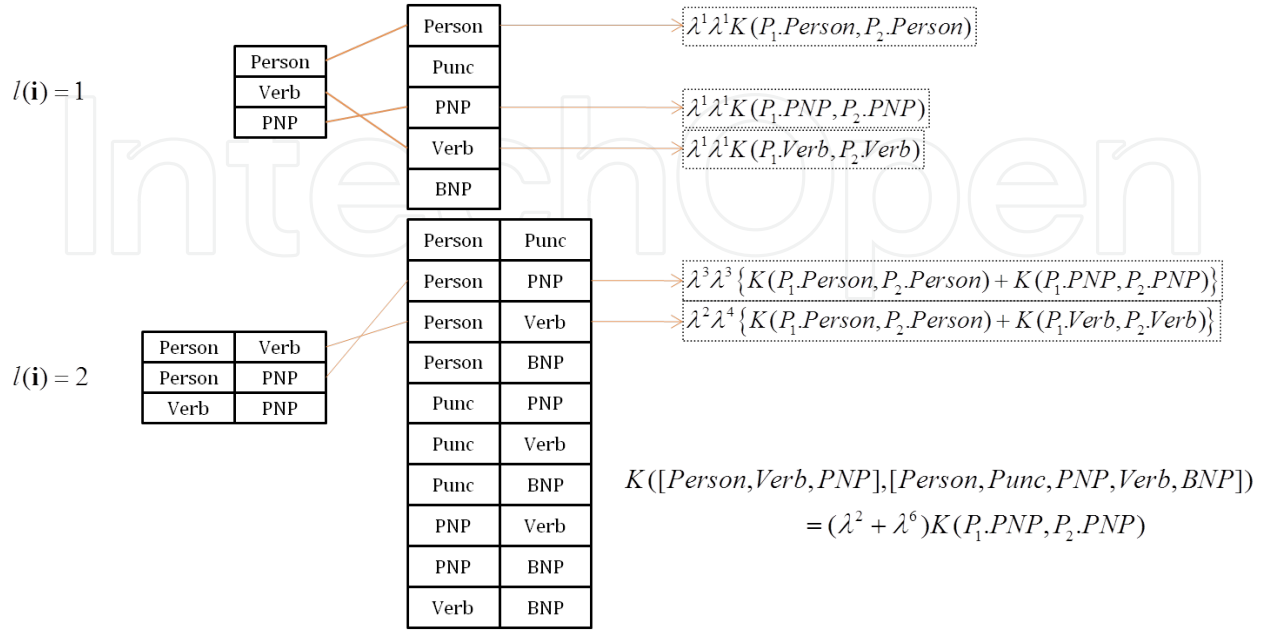 l(i) = 1
Person
Verb
PNP
Person
Punc
PNP
Verb
BNP
λ¹λ¹K(P₁.Person, P₂.Person)
λ¹λ¹K(P₁.PNP, P₂.PNP)
λ¹λ¹K(P₁.Verb, P₂.Verb)
IntechOpen
l(i) = 2
Person Verb
Person PNP
Verb PNP
Person Punc
Person PNP
Person Verb
Person BNP
Punc PNP
Punc Verb
Punc BNP
PNP Verb
PNP BNP
Verb BNP
λ³λ³{K(P₁.Person, P₂.Person) + K(P₁.PNP, P₂.PNP)}
λ²λ⁴{K(P₁.Person, P₂.Person) + K(P₁.Verb, P₂.Verb)}
K([Person,Verb,PNP],[Person,Punc,PNP,Verb,BNP])
= (λ² + λ⁶)K(P₁.PNP, P₂.PNP)